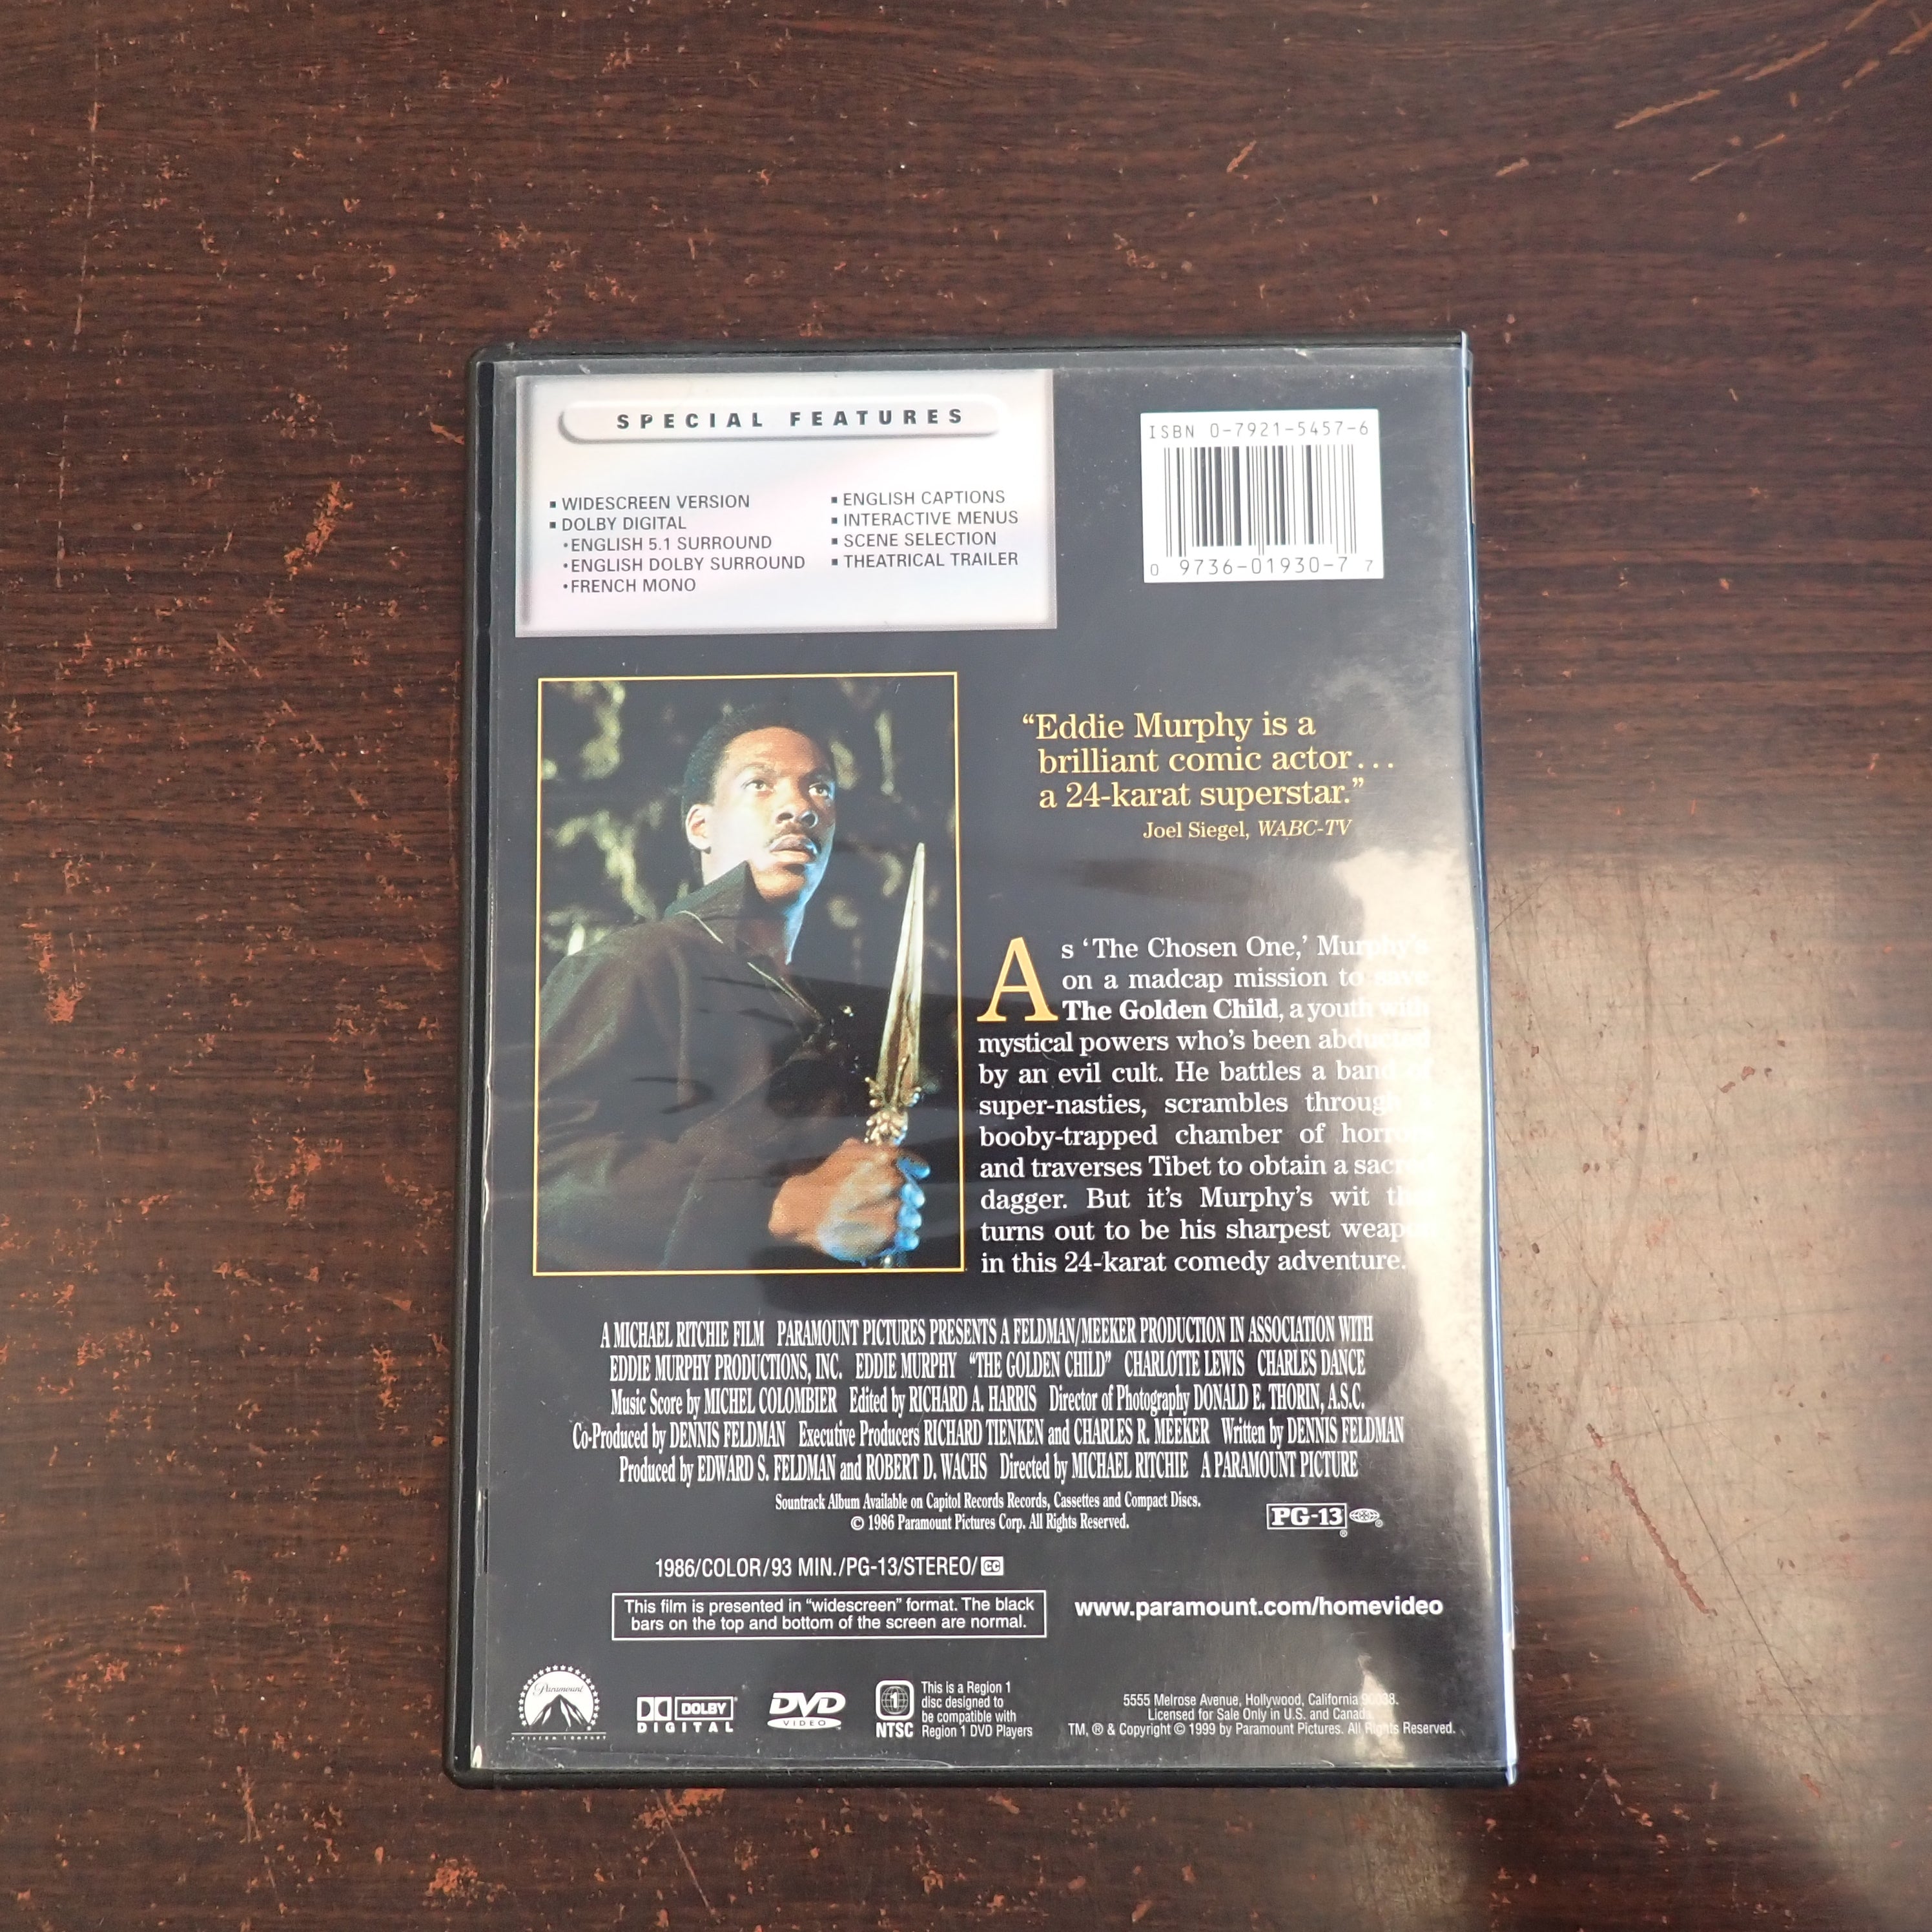 SPECIAL FEATURES
▪ WIDESCREEN VERSION
▪ DOLBY DIGITAL
•ENGLISH 5.1 SURROUND
•ENGLISH DOLBY SURROUND
•FRENCH MONO
▪ ENGLISH CAPTIONS
▪ INTERACTIVE MENUS
▪ SCENE SELECTION
▪ THEATRICAL TRAILER
ISBN 0-7921-5457-6
0 9736-01930-7 7
“Eddie Murphy is a
brilliant comic actor...
a 24-karat superstar.”
Joel Siegel, WABC-TV
As ‘The Chosen One,’ Murphy's
on a madcap mission to save
The Golden Child, a youth with
mystical powers who’s been abducted
by an evil cult. He battles a band of
super-nasties, scrambles through
booby-trapped chamber of
and traverses Tibet to obtain a
dagger. But it’s Murphy’s wit
turns out to be his sharpest
in this 24-karat comedy adventure.
A MICHAEL RITCHIE FILM PARAMOUNT PICTURES PRESENTS A FELDMAN/MEEKER PRODUCTION IN ASSOCIATION WITH
EDDIE MURPHY PRODUCTIONS, INC. EDDIE MURPHY “THE GOLDEN CHILD” CHARLOTTE LEWIS CHARLES DANCE
Music Score by MICHEL COLOMBIER Edited by RICHARD A. HARRIS Director of Photography DONALD E. THORIN, A.S.C.
Co-Produced by DENNIS FELDMAN Executive Producers RICHARD TIENKEN and CHARLES R. MEEKER Written by DENNIS FELDMAN
Produced by EDWARD S. FELDMAN and ROBERT D. WACHS Directed by MICHAEL RITCHIE A PARAMOUNT PICTURE
Sountrack Album Available on Capitol Records Records, Cassettes and Compact Discs.
© 1986 Paramount Pictures Corp. All Rights Reserved.
PG-13 ®
1986/COLOR/93 MIN./PG-13/STEREO/CC
This film is presented in “widescreen” format. The black
bars on the top and bottom of the screen are normal.
www.paramount.com/homevideo
Paramount
DOLBY
DIGITAL
DVD
VIDEO
1
NTSC
This is a Region 1
disc designed to
be compatible with
Region 1 DVD Players
5555 Melrose Avenue, Hollywood, California 90038.
Licensed for Sale Only in U.S. and Canada.
TM, ® & Copyright © 1999 by Paramount Pictures. All Rights Reserved.